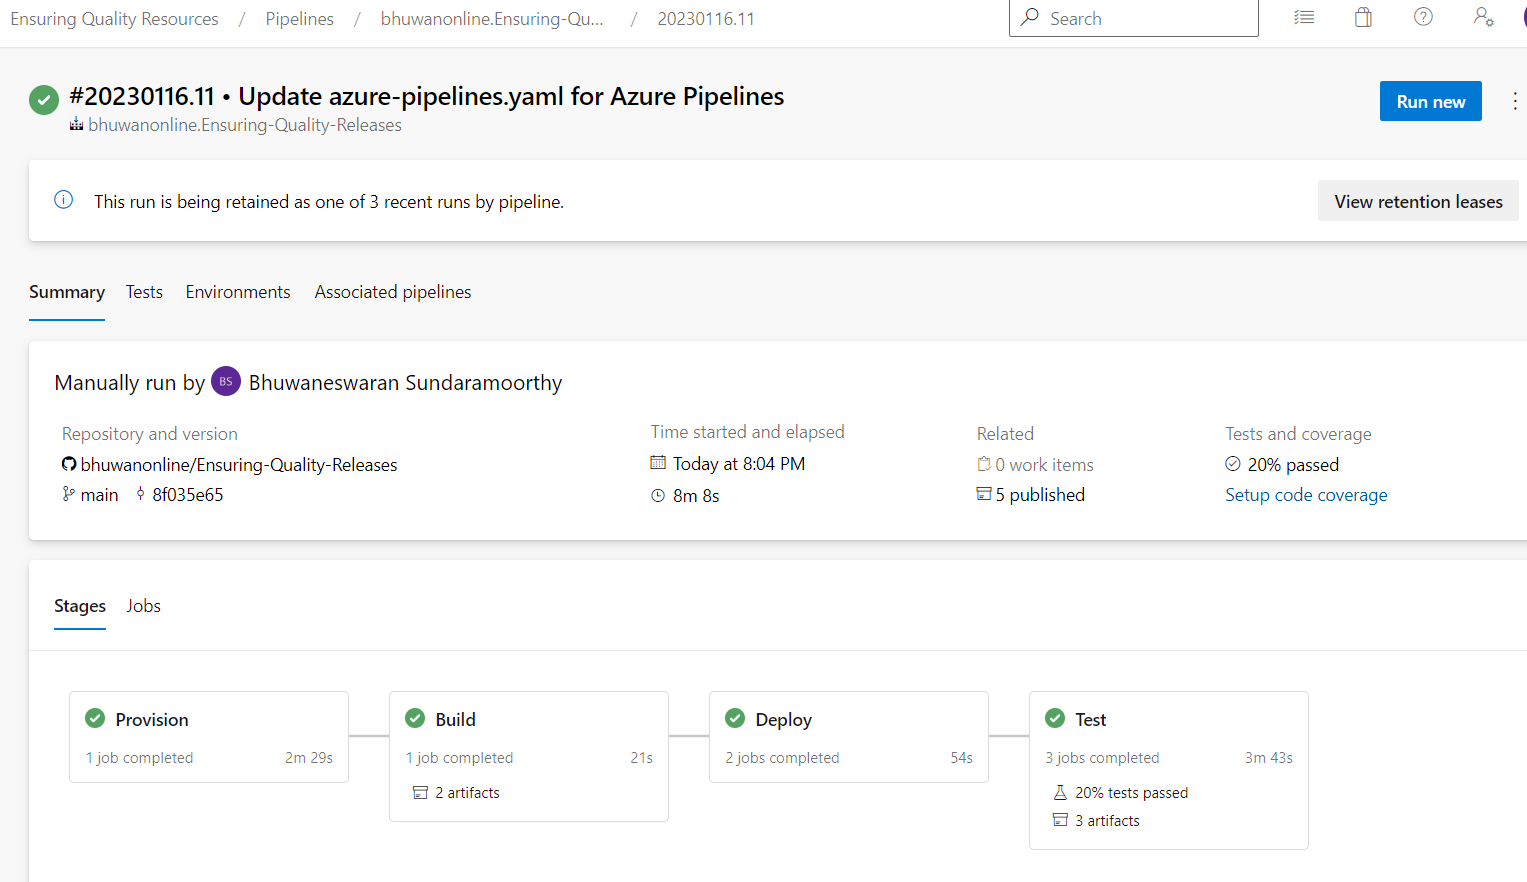 Ensuring Quality Resources / Pipelines / bhuwanonline.Ensuring-Qu... / 20230116.11
Search
#20230116.11 • Update azure-pipelines.yaml for Azure Pipelines
Run new
bhuwanonline.Ensuring-Quality-Releases
This run is being retained as one of 3 recent runs by pipeline.
View retention leases
Summary Tests Environments Associated pipelines
Manually run by BS Bhuwaneswaran Sundaramoorthy
Repository and version
bhuwanonline/Ensuring-Quality-Releases
main 8f035e65
Time started and elapsed
Today at 8:04 PM
8m 8s
Related
0 work items
5 published
Tests and coverage
20% passed
Setup code coverage
Stages Jobs
Provision
1 job completed 2m 29s
Build
1 job completed 21s
2 artifacts
Deploy
2 jobs completed 54s
Test
3 jobs completed 3m 43s
20% tests passed
3 artifacts